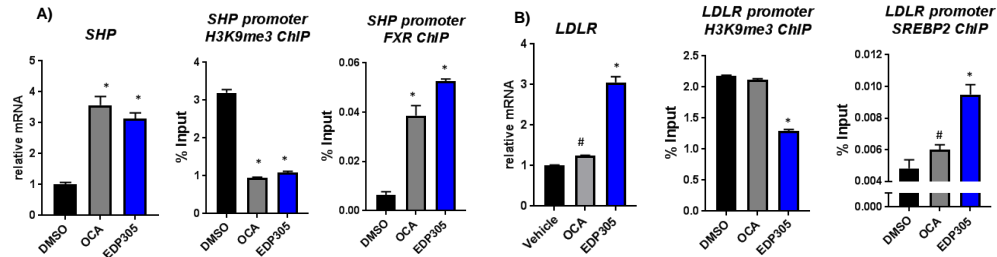 A)
SHP
relative mRNA
5
4
3
2
1
0
DMSO
OCA
EDP305
SHP promoter
H3K9me3 ChIP
% Input
4
3
2
1
0
DMSO
OCA
EDP305
* *
SHP promoter
FXR ChIP
% Input
0.06
0.04
0.02
0.00
DMSO
OCA
EDP305
* *
B)
LDLR
relative mRNA
4
3
2
1
0
Vehicle
OCA
EDP305
# *
LDLR promoter
H3K9me3 ChIP
% Input
2.5
2.0
1.5
1.0
0.5
0.0
DMSO
OCA
EDP305
*
LDLR promoter
SREBP2 ChIP
% Input
0.012
0.010
0.008
0.006
0.004
0.000
DMSO
OCA
EDP305
# *